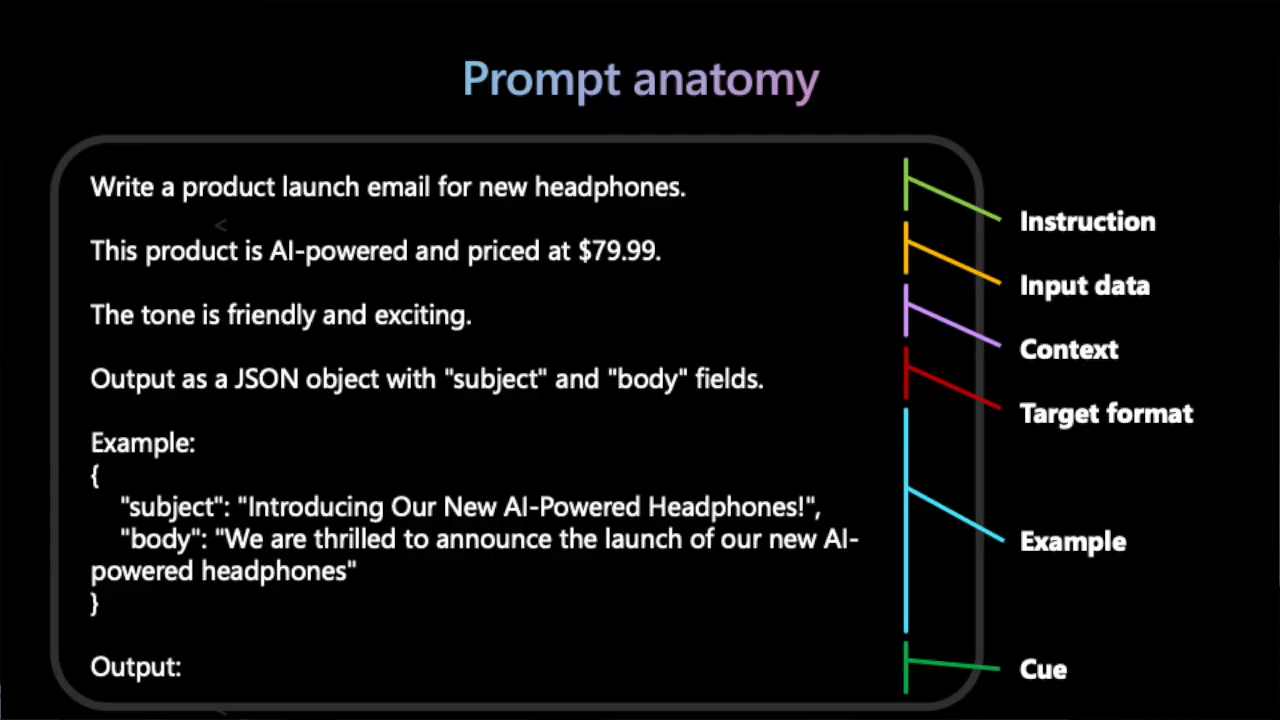 Prompt anatomy
Write a product launch email for new headphones.
Instruction
This product is AI-powered and priced at $79.99.
Input data
The tone is friendly and exciting.
Context
Output as a JSON object with "subject" and "body" fields.
Target format
Example:
{
"subject": "Introducing Our New AI-Powered Headphones!",
"body": "We are thrilled to announce the launch of our new AI-
powered headphones"
}
Example
Output:
Cue